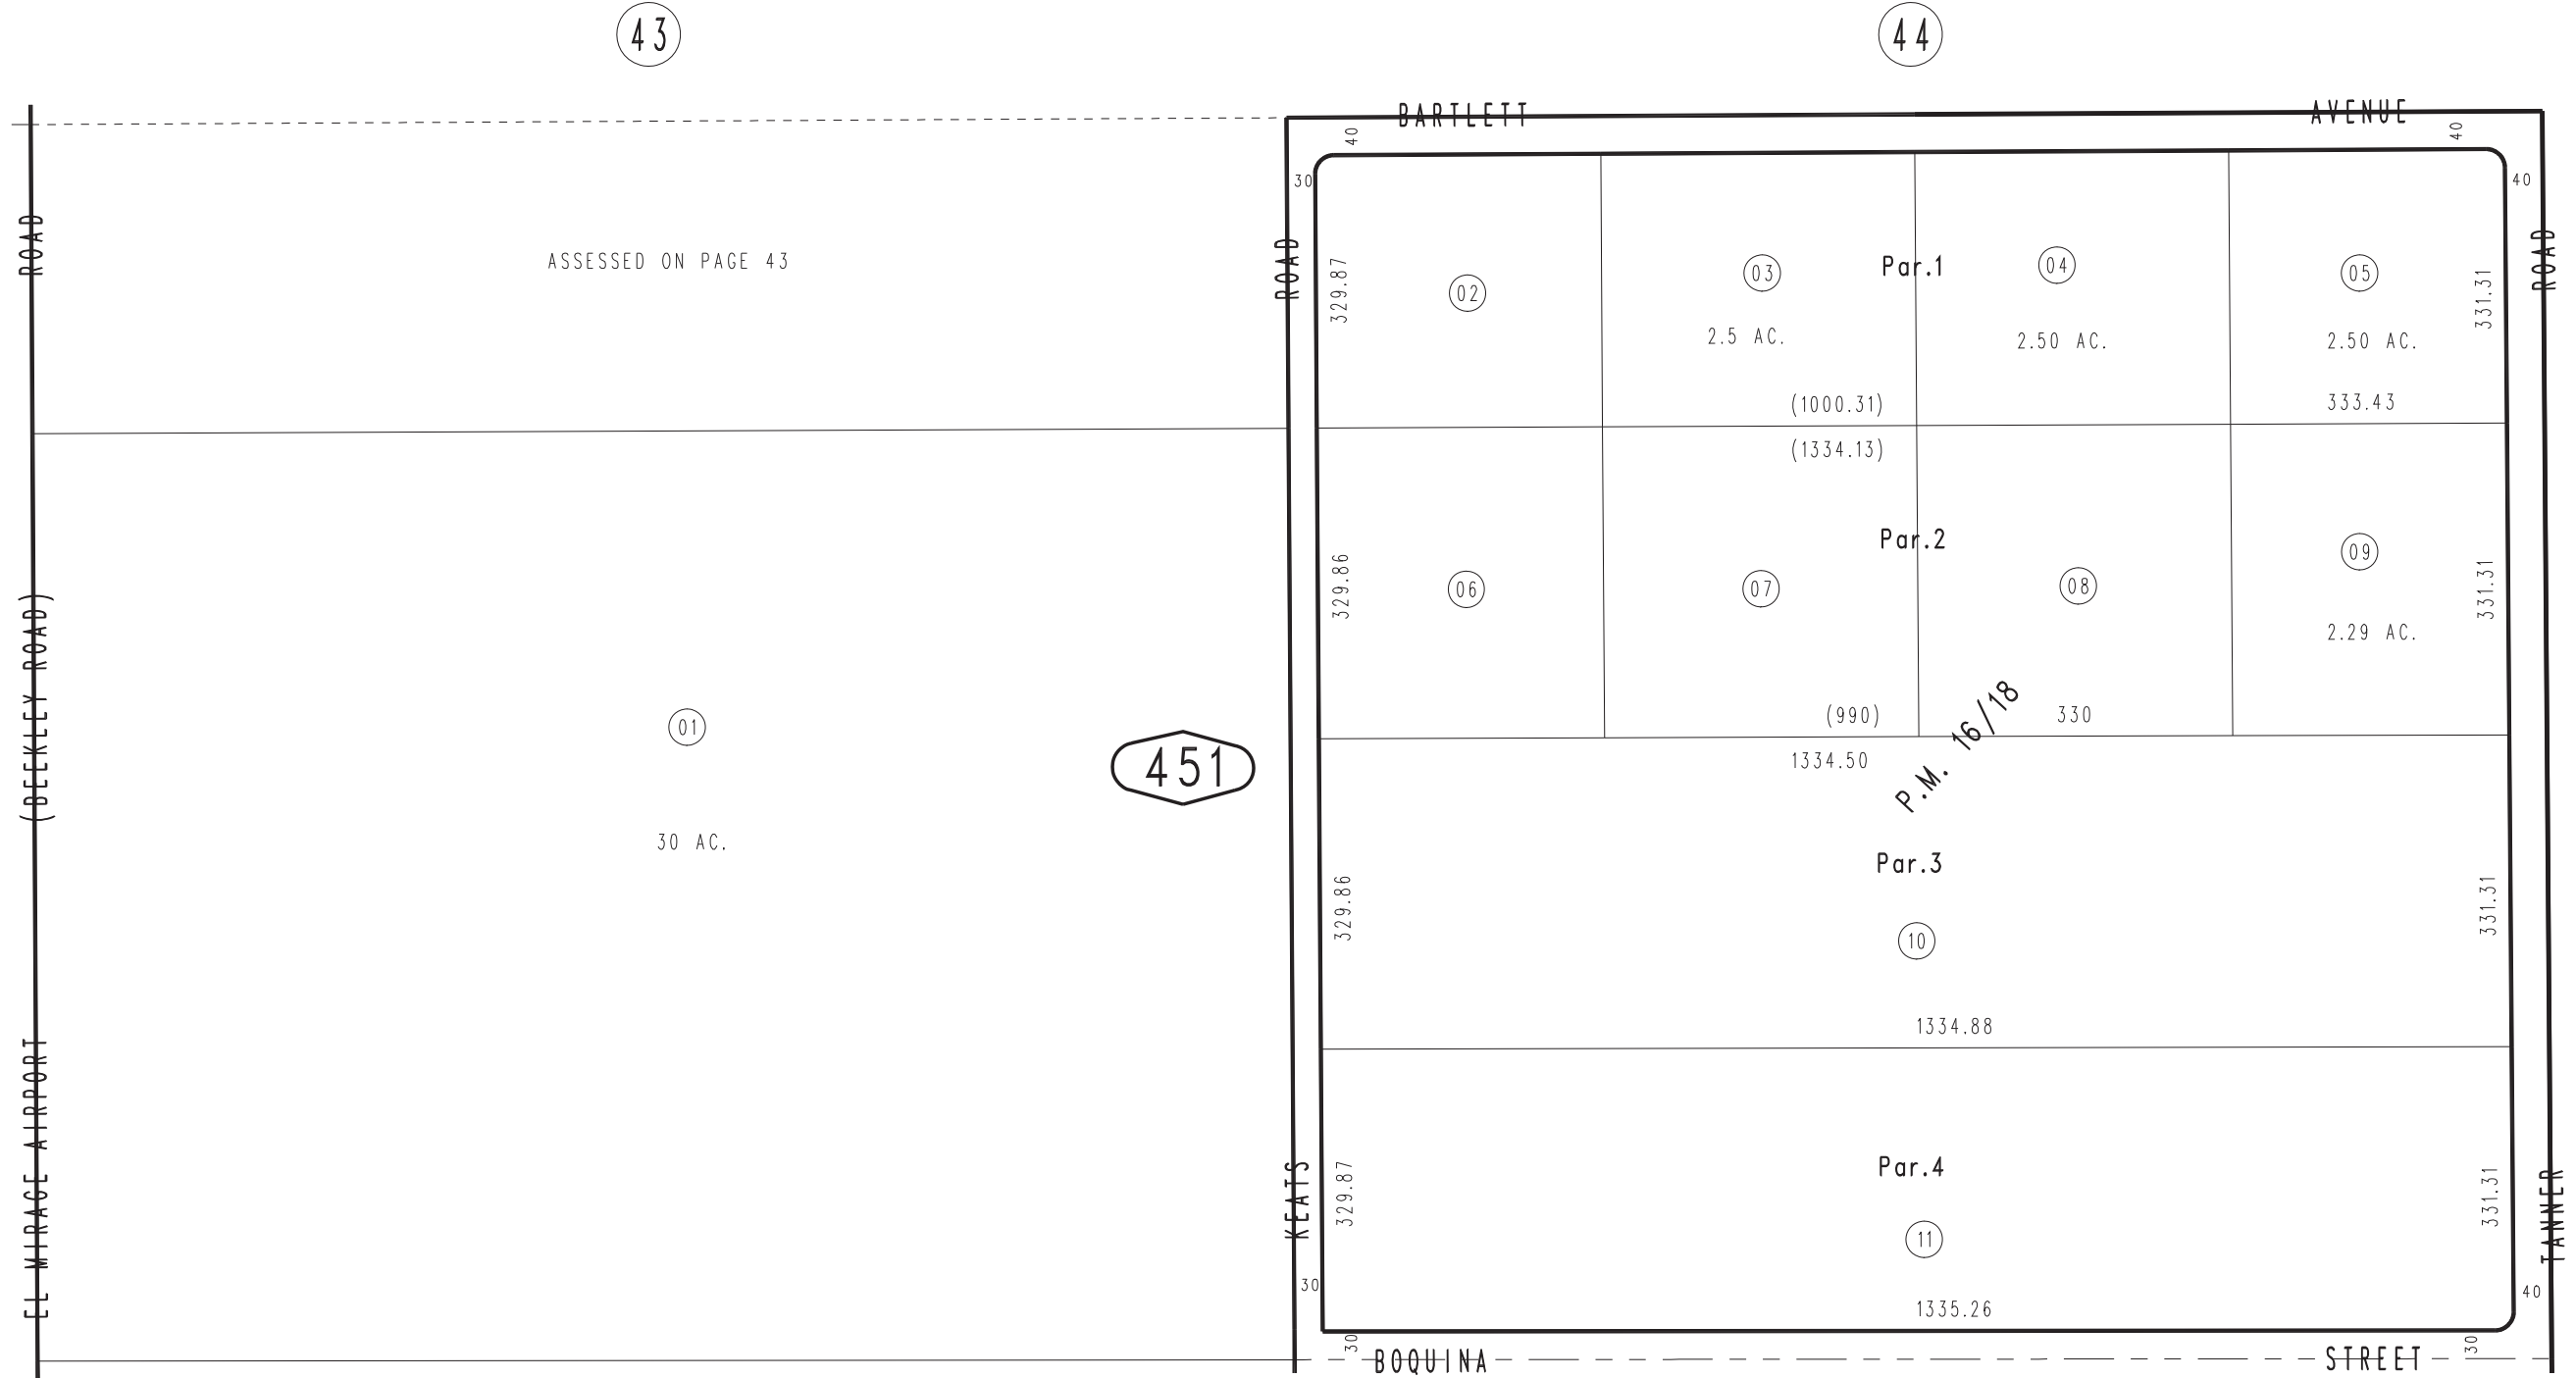 43
44
BARTLETT AVENUE
40
40
30
40
ROAD
ROAD
ROAD
ASSESSED ON PAGE 43
329.87
02
03
Par.1
04
05
331.31
2.5 AC.
2.50 AC.
2.50 AC.
(1000.31)
333.43
(1334.13)
Par.2
329.86
06
07
08
09
331.31
2.29 AC.
(BEEKLEY ROAD)
01
(990)
330
P.M. 16/18
451
1334.50
30 AC.
Par.3
329.86
10
331.31
1334.88
EL MIRAGE AIRPORT
KEATS
329.87
Par.4
11
331.31
TANNER
30
40
1335.26
30
30
BOQUINA STREET